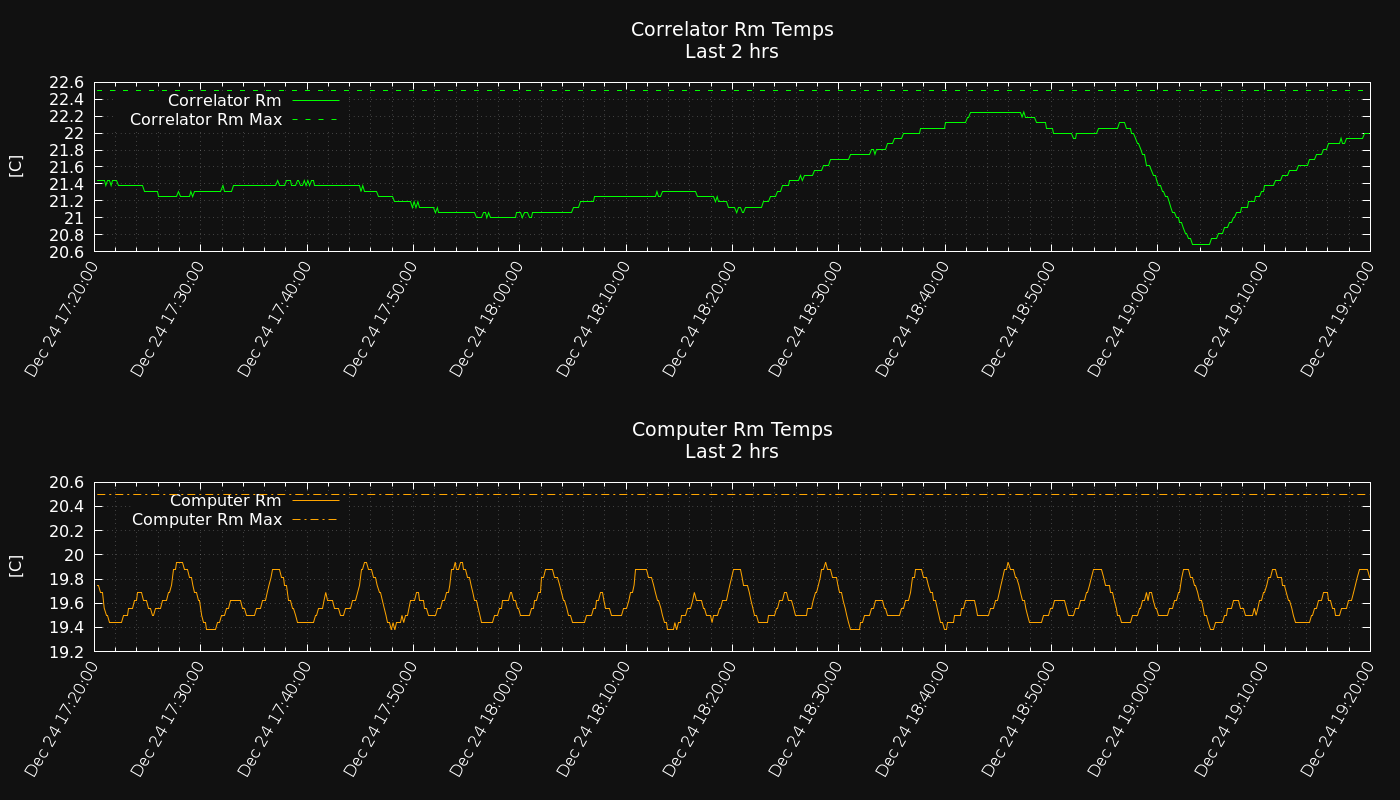 Correlator Rm Temps
Last 2 hrs
[C]
22.6
22.4
22.2
22
21.8
21.6
21.4
21.2
21
20.8
20.6
Correlator Rm
Correlator Rm Max
Dec 24 17:20:00
Dec 24 17:30:00
Dec 24 17:40:00
Dec 24 17:50:00
Dec 24 18:00:00
Dec 24 18:10:00
Dec 24 18:20:00
Dec 24 18:30:00
Dec 24 18:40:00
Dec 24 18:50:00
Dec 24 19:00:00
Dec 24 19:10:00
Dec 24 19:20:00
Computer Rm Temps
Last 2 hrs
[C]
20.6
20.4
20.2
20
19.8
19.6
19.4
19.2
Computer Rm
Computer Rm Max
Dec 24 17:20:00
Dec 24 17:30:00
Dec 24 17:40:00
Dec 24 17:50:00
Dec 24 18:00:00
Dec 24 18:10:00
Dec 24 18:20:00
Dec 24 18:30:00
Dec 24 18:40:00
Dec 24 18:50:00
Dec 24 19:00:00
Dec 24 19:10:00
Dec 24 19:20:00